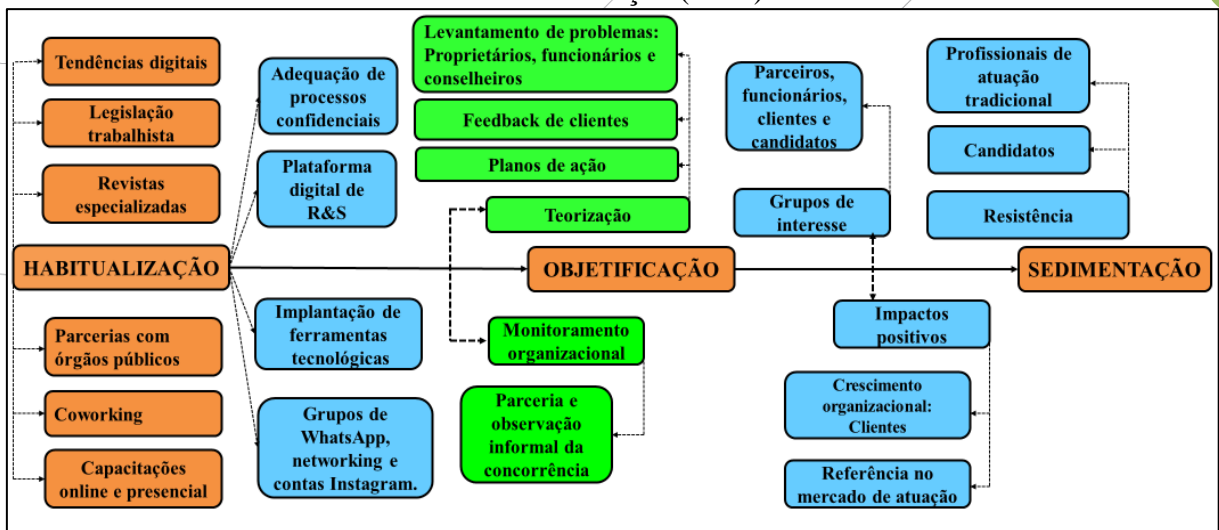 Tendências digitais
Legislação
trabalhista
Revistas
especializadas
HABITUALIZAÇÃO
Parcerias com
órgãos públicos
Coworking
Capacitações
online e presencial
Adequação de
processos
confidenciais
Plataforma
digital de
R&S
Implantação de
ferramentas
tecnológicas
Grupos de
WhatsApp,
networking e
contas Instagram.
Levantamento de problemas:
Proprietários, funcionários e
conselheiros
Feedback de clientes
Planos de ação
Teorização
OBJETIFICAÇÃO
Monitoramento
organizacional
Parceria e
observação
informal da
concorrência
Parceiros,
funcionários,
clientes e
candidatos
Grupos de
interesse
Impactos
positivos
Crescimento
organizacional:
Clientes
Referência no
mercado de atuação
Profissionais de
atuação
tradicional
Candidatos
Resistência
SEDIMENTAÇÃO